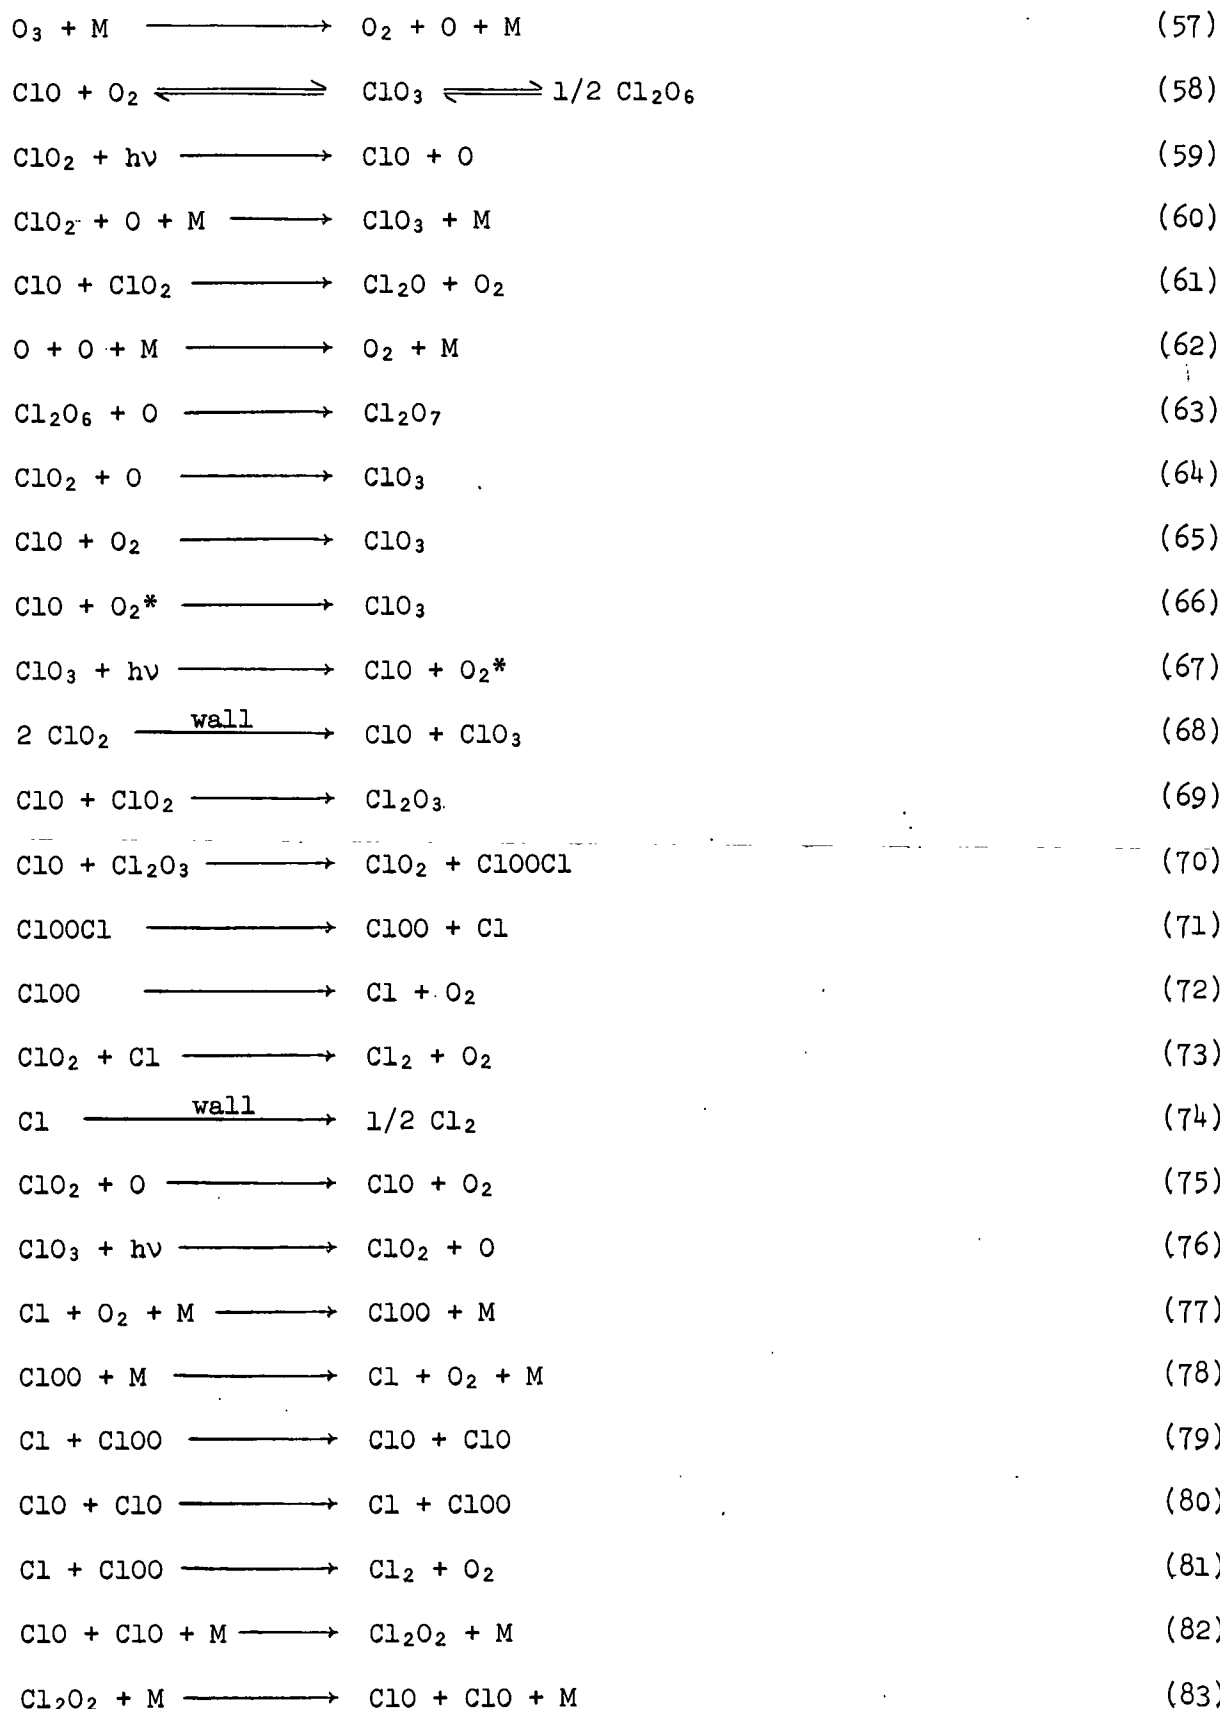 O₃ + M ⟶ O₂ + O + M (57)
ClO + O₂ ⇌ ClO₃ ⇌ 1/2 Cl₂O₆ (58)
ClO₂ + hν ⟶ ClO + O (59)
ClO₂ + O + M ⟶ ClO₃ + M (60)
ClO + ClO₂ ⟶ Cl₂O + O₂ (61)
O + O + M ⟶ O₂ + M (62)
Cl₂O₆ + O ⟶ Cl₂O₇ (63)
ClO₂ + O ⟶ ClO₃ (64)
ClO + O₂ ⟶ ClO₃ (65)
ClO + O₂* ⟶ ClO₃ (66)
ClO₃ + hν ⟶ ClO + O₂* (67)
2 ClO₂ wall ⟶ ClO + ClO₃ (68)
ClO + ClO₂ ⟶ Cl₂O₃ (69)
ClO + Cl₂O₃ ⟶ ClO₂ + ClOOCl (70)
ClOOCl ⟶ ClOO + Cl (71)
ClOO ⟶ Cl + O₂ (72)
ClO₂ + Cl ⟶ Cl₂ + O₂ (73)
Cl wall ⟶ 1/2 Cl₂ (74)
ClO₂ + O ⟶ ClO + O₂ (75)
ClO₃ + hν ⟶ ClO₂ + O (76)
Cl + O₂ + M ⟶ ClOO + M (77)
ClOO + M ⟶ Cl + O₂ + M (78)
Cl + ClOO ⟶ ClO + ClO (79)
ClO + ClO ⟶ Cl + ClOO (80)
Cl + ClOO ⟶ Cl₂ + O₂ (81)
ClO + ClO + M ⟶ Cl₂O₂ + M (82)
Cl₂O₂ + M ⟶ ClO + ClO + M (83)